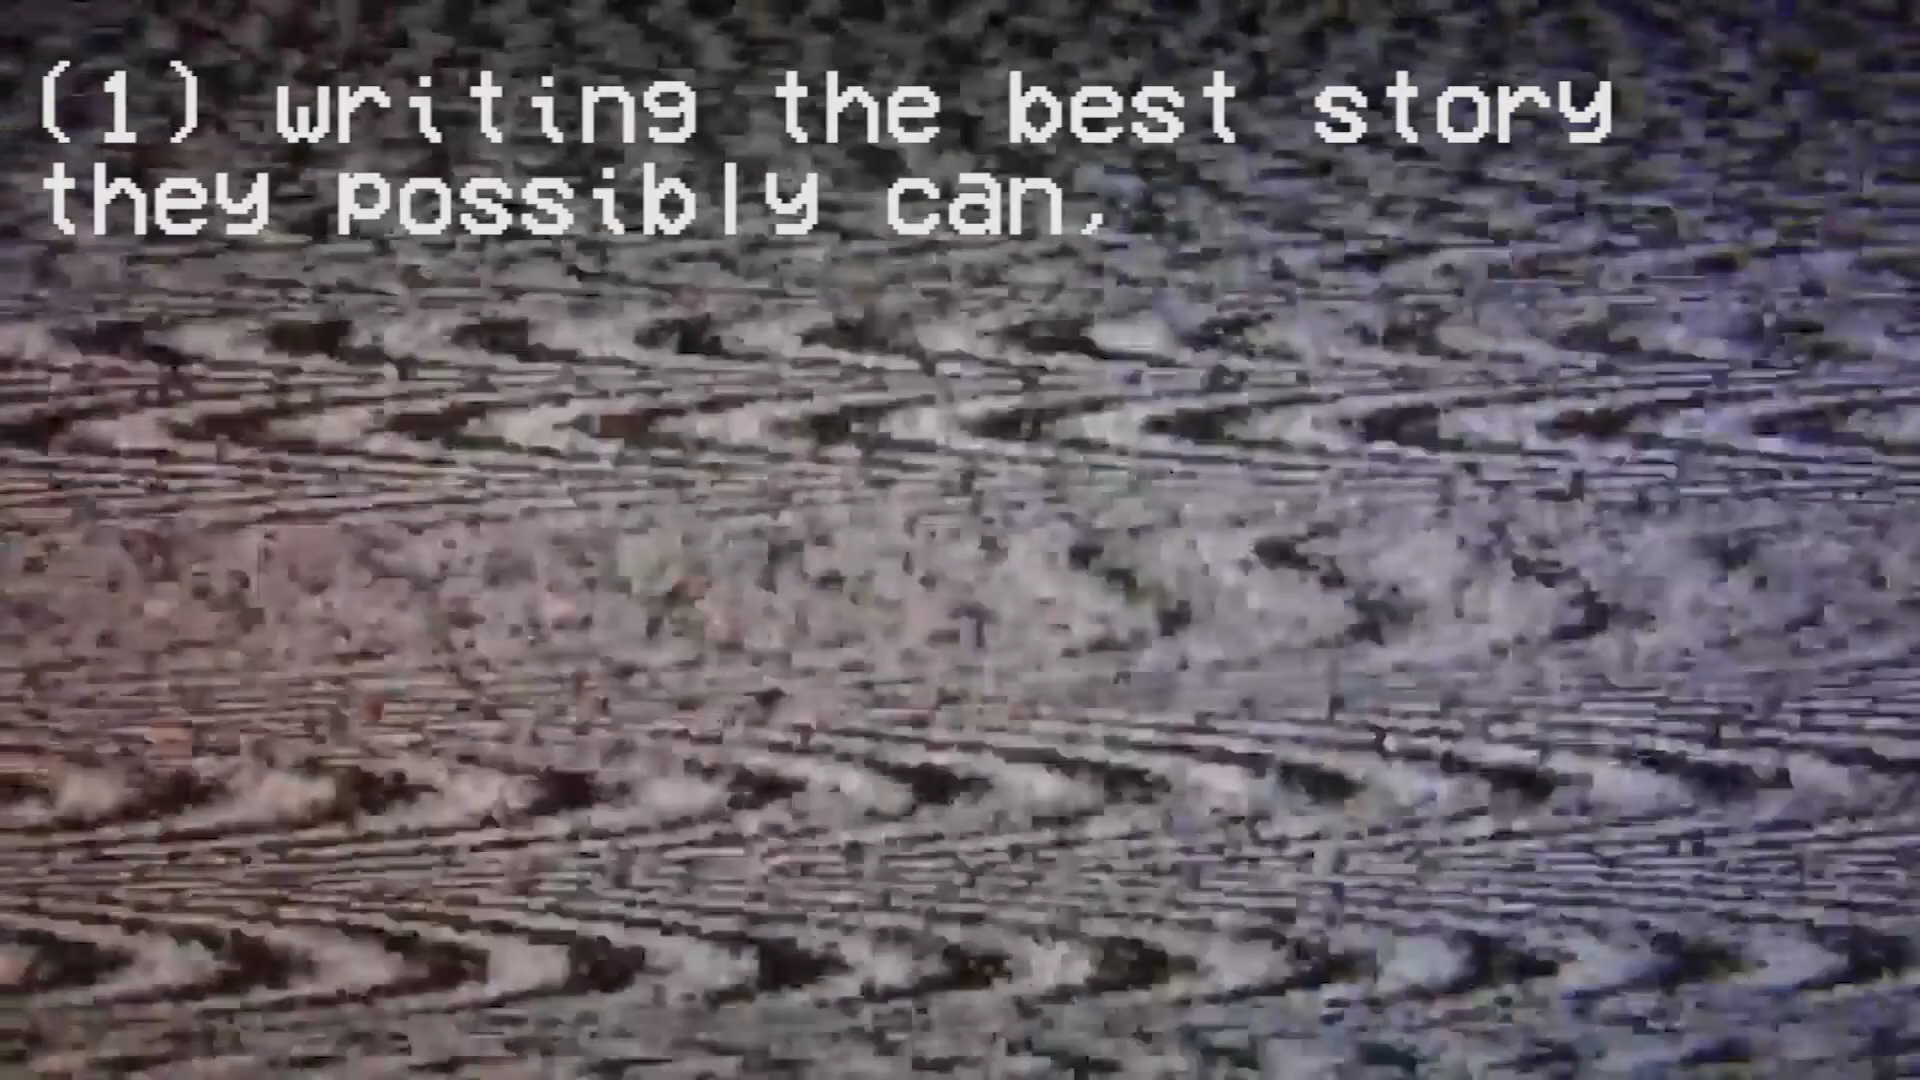 (1) writing the best story
they possibly can,